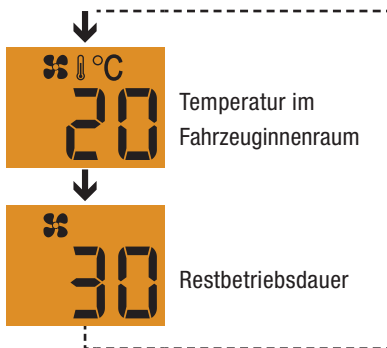 °C
20
Temperatur im
Fahrzeuginnenraum
30
Restbetriebsdauer